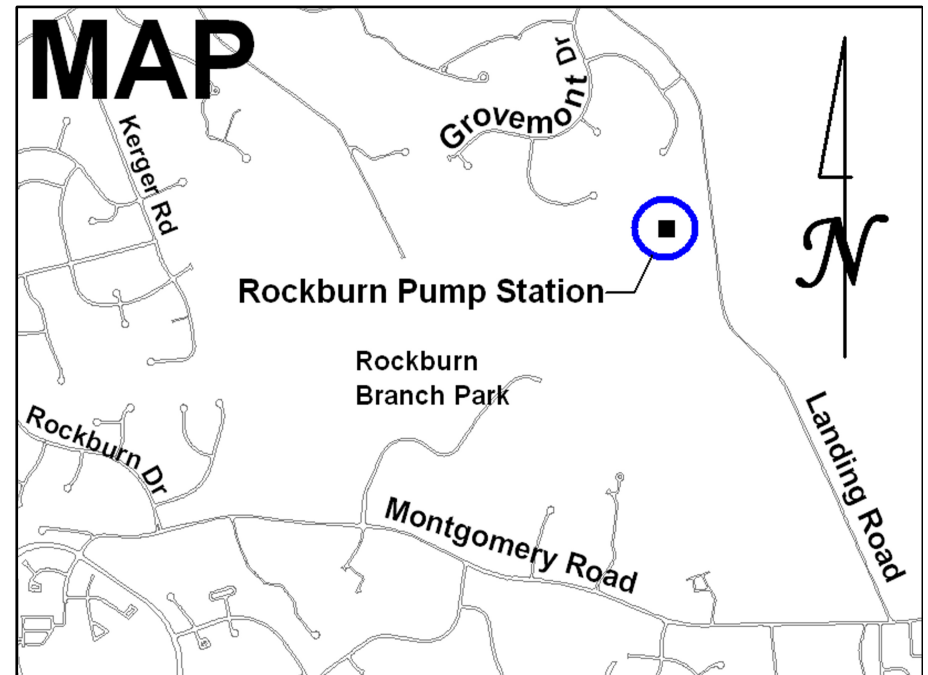 MAP
Kerger Rd
Grovemont Dr
N
Rockburn Pump Station
Rockburn
Branch Park
Rockburn Dr
Montgomery Road
Landing Road